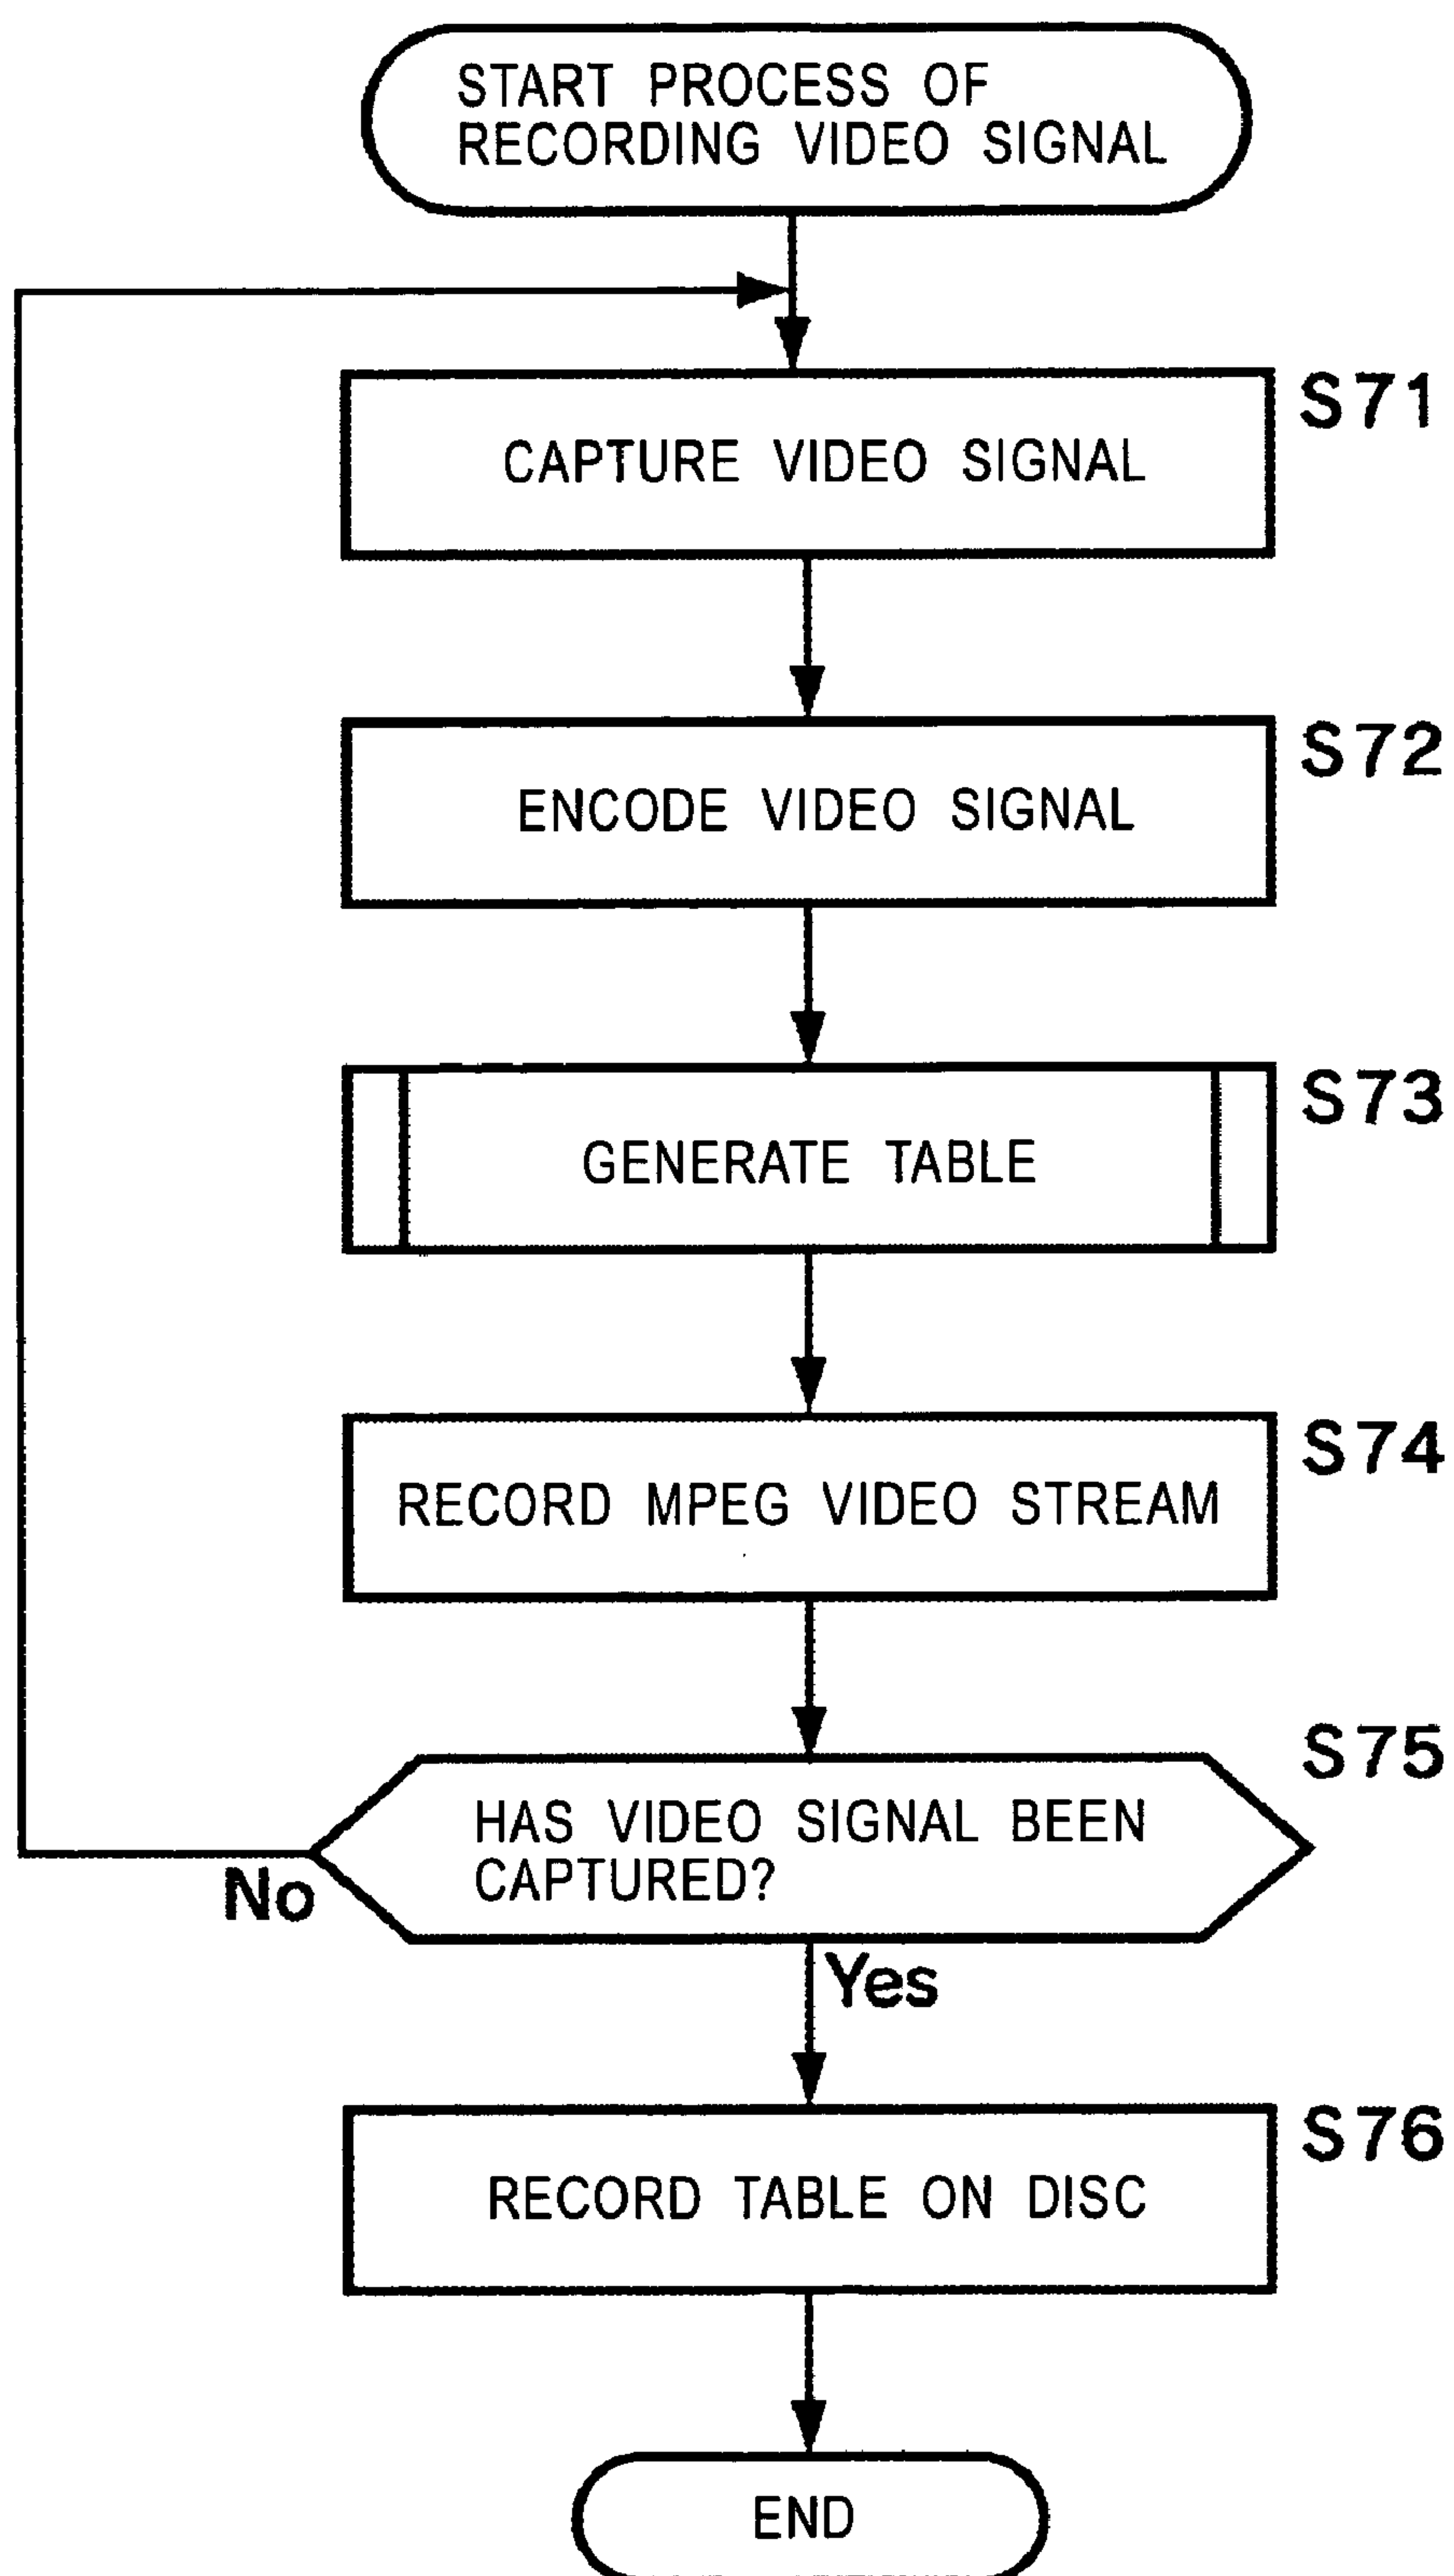 START PROCESS OF
RECORDING VIDEO SIGNAL
S71
CAPTURE VIDEO SIGNAL
S72
ENCODE VIDEO SIGNAL
S73
GENERATE TABLE
S74
RECORD MPEG VIDEO STREAM
S75
HAS VIDEO SIGNAL BEEN
CAPTURED?
No
Yes
S76
RECORD TABLE ON DISC
END